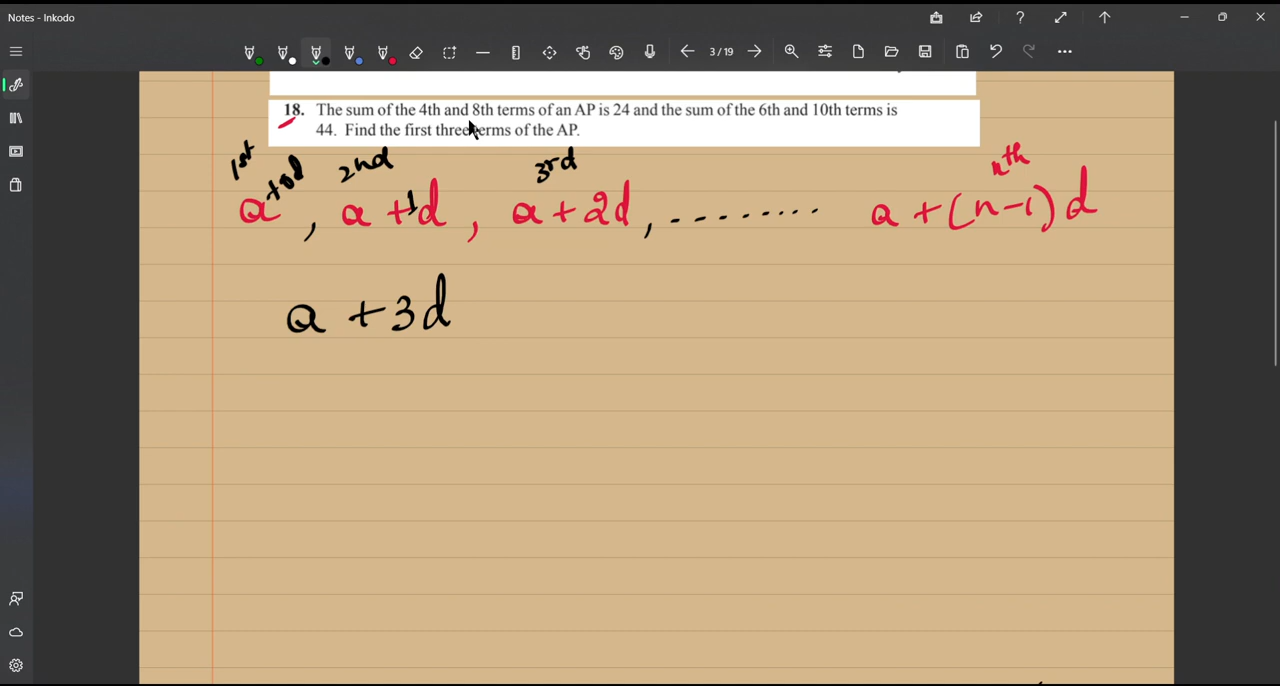 Notes - Inkodo
3 / 19
18. The sum of the 4th and 8th terms of an AP is 24 and the sum of the 6th and 10th terms is
44. Find the first three terms of the AP.
1st 2nd 3rd nth
a+0d, a+1d, a+2d, ......... a+(n-1)d
a +3d